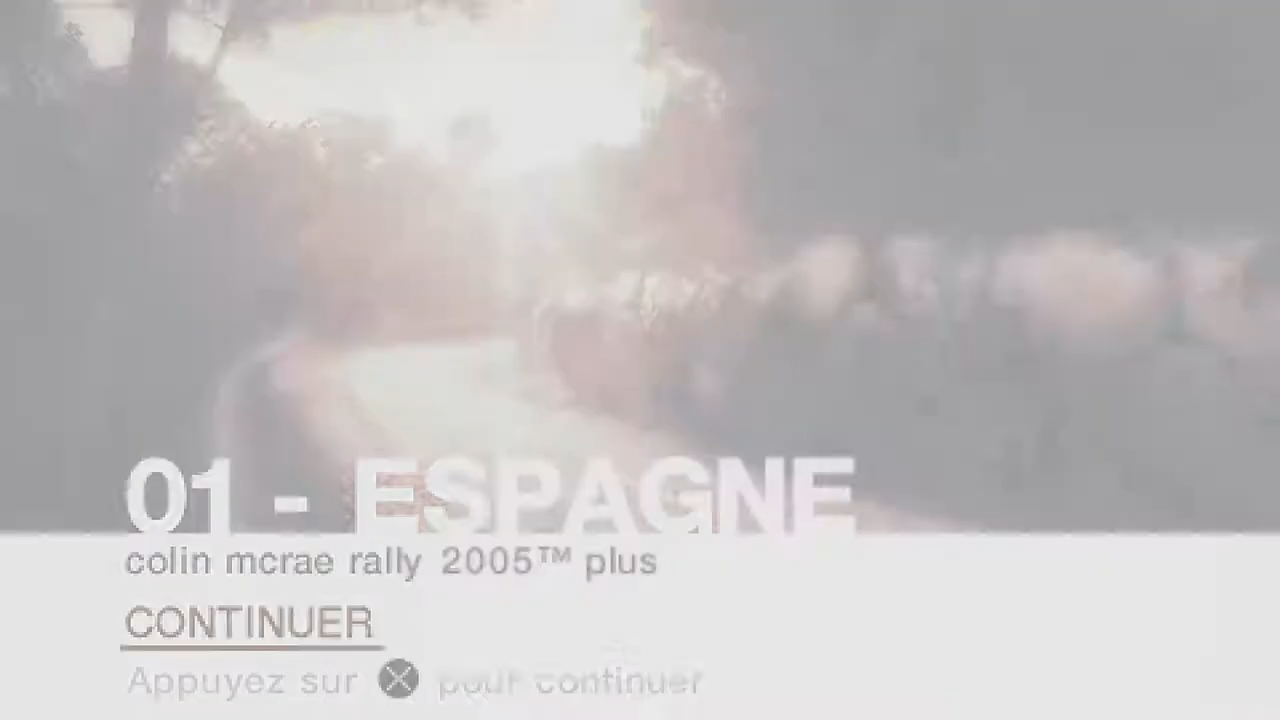 01 - ESPAGNE
colin mcrae rally 2005™ plus
CONTINUER
Appuyez sur ⓧ pour continuer